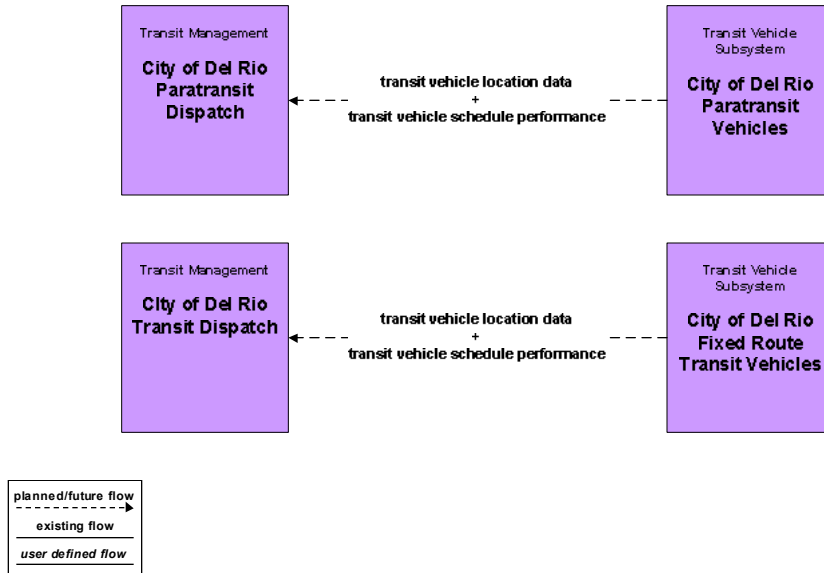 Transit Management
City of Del Rio
Paratransit
Dispatch
transit vehicle location data
+
transit vehicle schedule performance
Transit Vehicle
Subsystem
City of Del Rio
Paratransit
Vehicles
Transit Management
CIty of Del Rio
Transit Dispatch
transit vehicle location data
+
transit vehicle schedule performance
Transit Vehicle
Subsystem
City of Del Rio
Fixed Route
Transit Vehicles
planned/future flow
existing flow
user defined flow